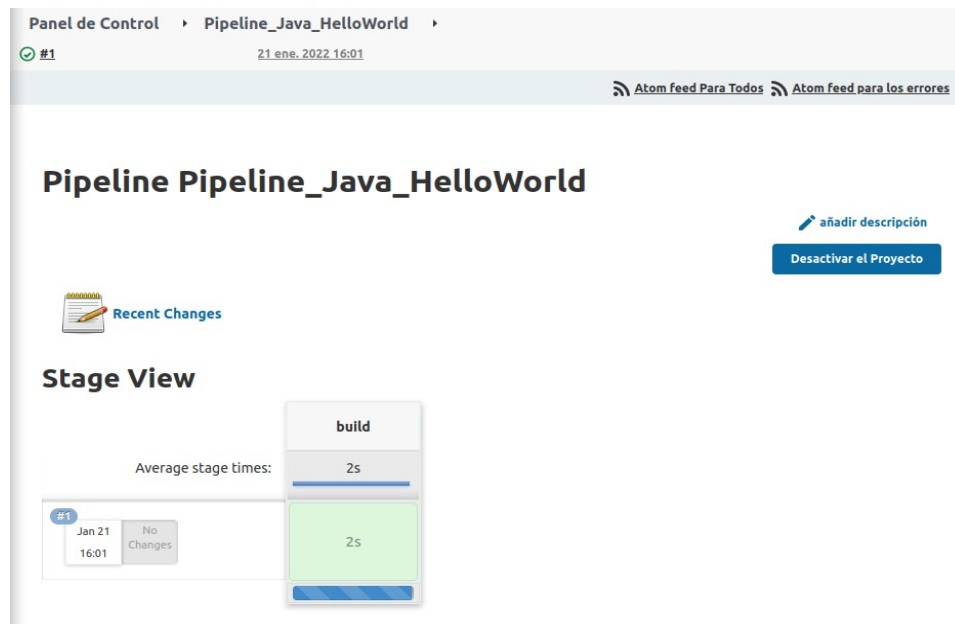 Panel de Control Pipeline_Java_HelloWorld
#1 21 ene. 2022 16:01
Atom feed Para Todos Atom feed para los errores
Pipeline Pipeline_Java_HelloWorld
añadir descripción
Desactivar el Proyecto
Recent Changes
Stage View
build
Average stage times: 2s
#1
Jan 21
16:01
No
Changes
2s